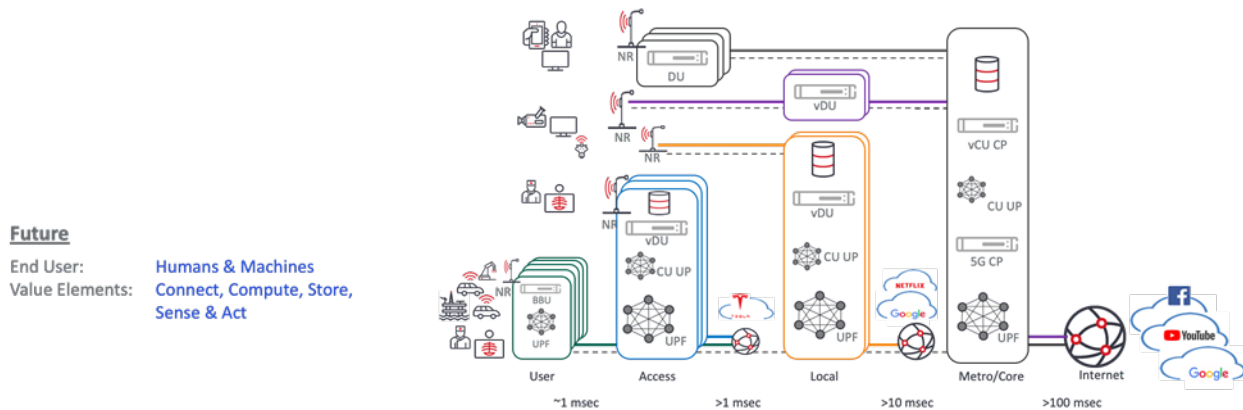 NR
DU
NR
vDU
NR
vCU CP
CU UP
NR
vDU
vDU
5G CP
Future
End User: Humans & Machines
Value Elements: Connect, Compute, Store,
Sense & Act
CU UP
CU UP
NR
BBU
UPF
UPF
TESLA
UPF
NETFLIX
Google
UPF
f
YouTube
Google
User
Access
Local
Metro/Core
Internet
~1 msec
>1 msec
>10 msec
>100 msec